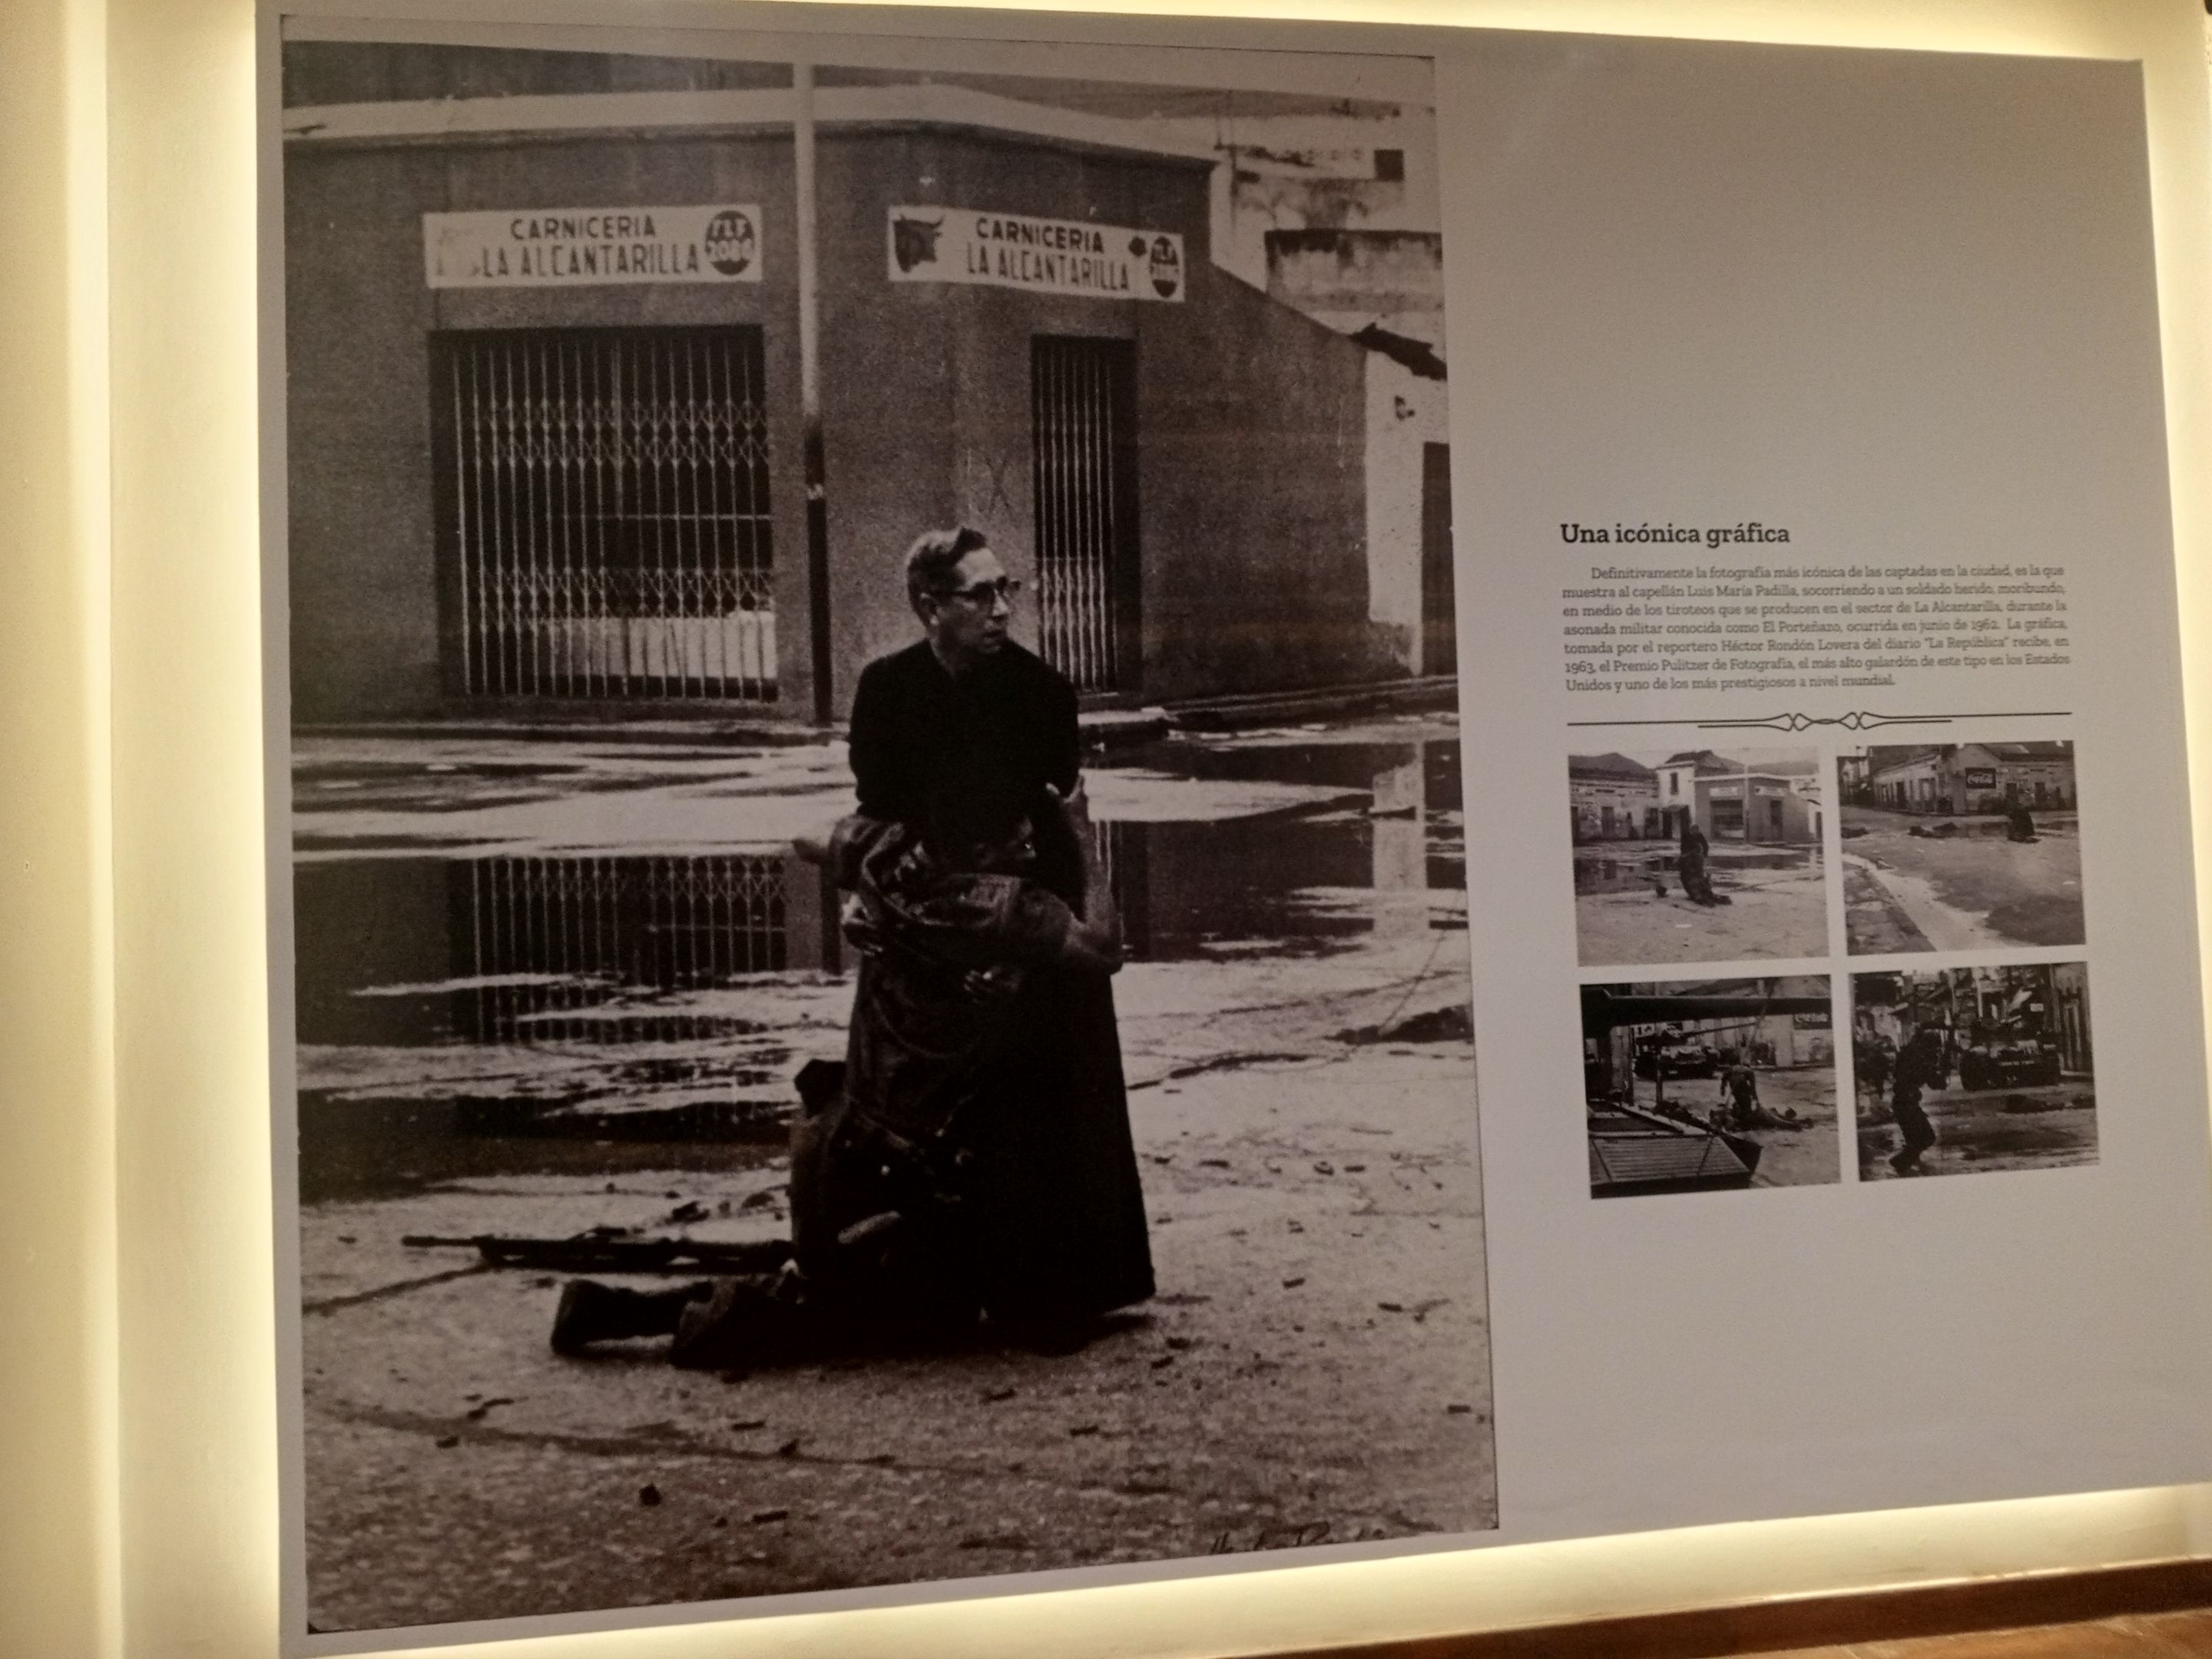 CARNICERIA
LA ALCANTARILLA
TLF
2086
CARNICERIA
LA ALCANTARILLA
TLF
Una icónica gráfica
Definitivamente la fotografía más icónica de las captadas en la ciudad, es la que
muestra al capellán Luis María Padilla, socorriendo a un soldado herido, moribundo,
en medio de los tiroteos que se producen en el sector de La Alcantarilla, durante la
asonada militar conocida como El Porteñazo, ocurrida en junio de 1962. La gráfica,
tomada por el reportero Héctor Rondón Lovera del diario "La República" recibe, en
1963, el Premio Pulitzer de Fotografía, el más alto galardón de este tipo en los Estados
Unidos y uno de los más prestigiosos a nivel mundial.
Coca-Cola